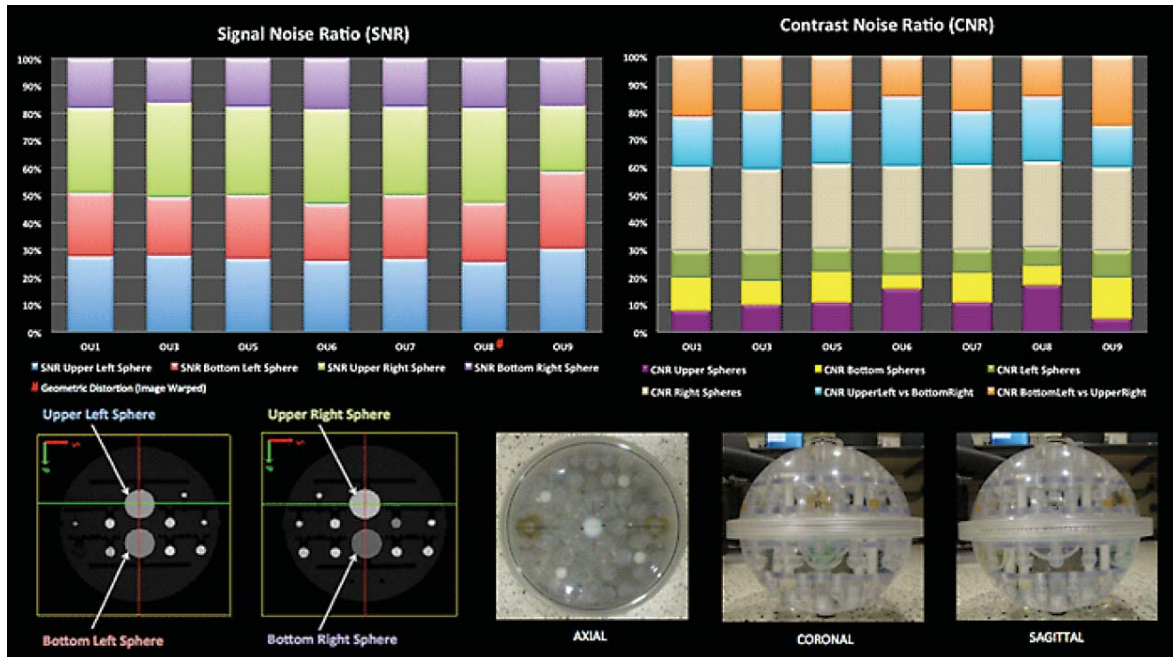 Signal Noise Ratio (SNR)
100%
90%
80%
70%
60%
50%
40%
30%
20%
10%
0%
OU1 OU3 OU5 OU6 OU7 OU8 # OU9
SNR Upper Left Sphere SNR Bottom Left Sphere SNR Upper Right Sphere SNR Bottom Right Sphere
# Geometric Distortion (Image Warped)
Contrast Noise Ratio (CNR)
100%
90%
80%
70%
60%
50%
40%
30%
20%
10%
0%
OU1 OU3 OU5 OU6 OU7 OU8 OU9
CNR Upper Spheres CNR Bottom Spheres CNR Left Spheres
CNR Right Spheres CNR UpperLeft vs BottomRight CNR BottomLeft vs UpperRight
Upper Left Sphere
Upper Right Sphere
Bottom Left Sphere
Bottom Right Sphere
AXIAL
CORONAL
SAGITTAL